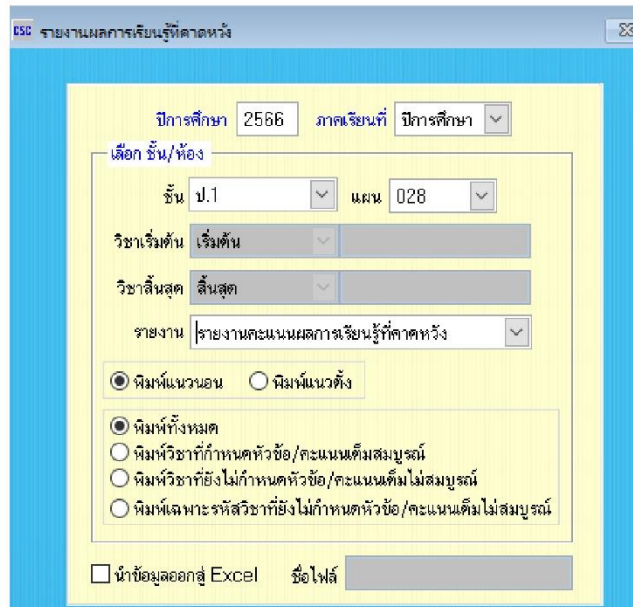 CSC รายงานผลการเรียนรู้ที่คาดหวัง
ปีการศึกษา 2566 ภาคเรียนที่ ปีการศึกษา
เลือก ชั้น/ห้อง
ชั้น ป.1 แผน 028
วิชาเริ่มต้น เริ่มต้น
วิชาสิ้นสุด สิ้นสุด
รายงาน รายงานคะแนนผลการเรียนรู้ที่คาดหวัง
พิมพ์แนวนอน พิมพ์แนวตั้ง
พิมพ์ทั้งหมด
พิมพ์วิชาที่กำหนดหัวข้อ/คะแนนเต็มสมบูรณ์
พิมพ์วิชาที่ยังไม่กำหนดหัวข้อ/คะแนนเต็มไม่สมบูรณ์
พิมพ์เฉพาะรหัสวิชาที่ยังไม่กำหนดหัวข้อ/คะแนนเต็มไม่สมบูรณ์
นำข้อมูลออกสู่ Excel ชื่อไฟล์